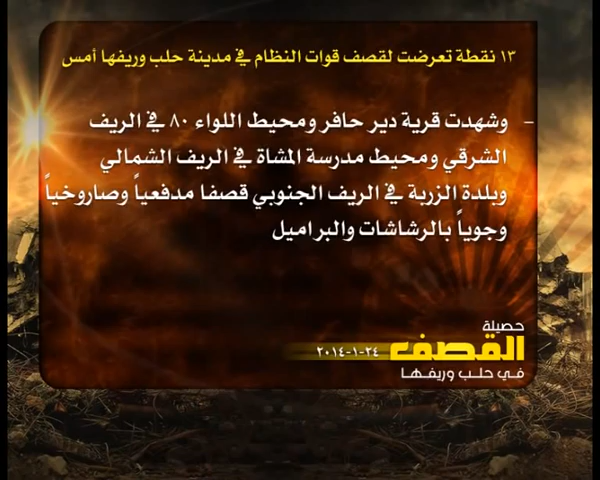 ١٣ نقطة تعرضت لقصف قوات النظام في مدينة حلب وريفها أمس
- وشهدت قرية دير حافر ومحيط اللواء ٨٠ في الريف
الشرقي ومحيط مدرسة المشاة في الريف الشمالي
وبلدة الزربة في الريف الجنوبي قصفا مدفعياً وصاروخياً
وجوياً بالرشاشات والبراميل
حصيلة
القصف
٢٤-١-٢٠١٤
في حلب وريفها